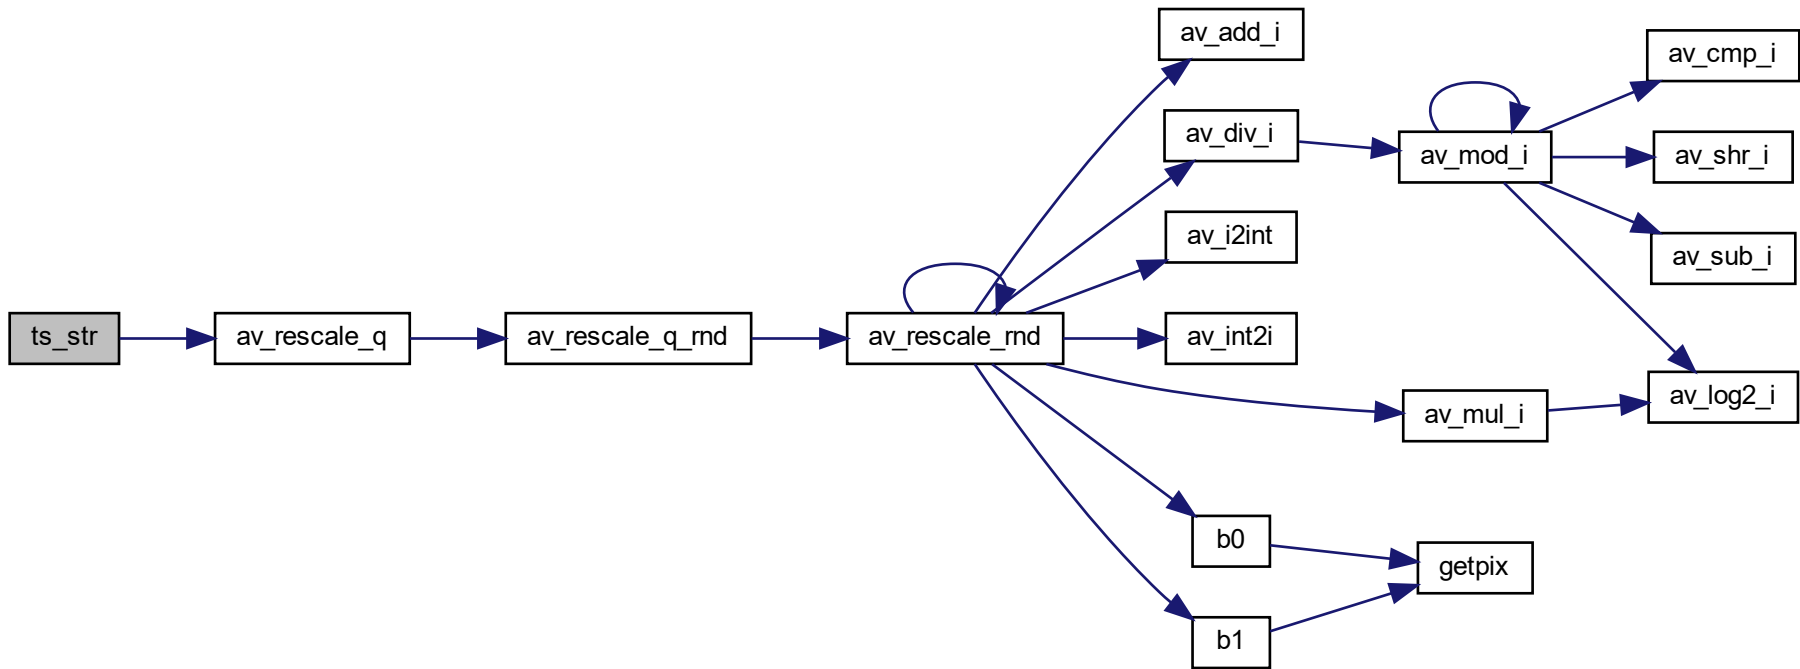 ts_str
av_rescale_q
av_rescale_q_rnd
av_rescale_rnd
av_add_i
av_div_i
av_i2int
av_int2i
av_mul_i
b0
b1
av_mod_i
getpix
av_cmp_i
av_shr_i
av_sub_i
av_log2_i